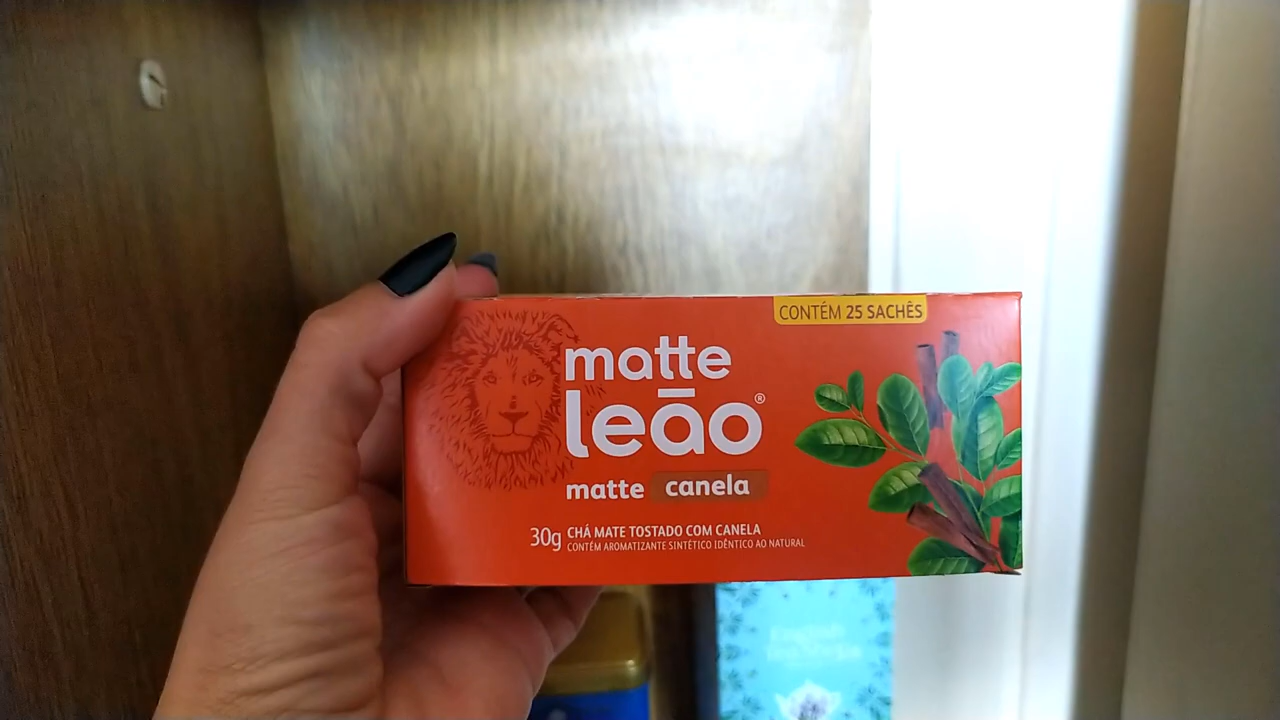 CONTÉM 25 SACHÊS
matte
leão®
matte canela
30g CHÁ MATE TOSTADO COM CANELA
CONTÉM AROMATIZANTE SINTÉTICO IDÊNTICO AO NATURAL